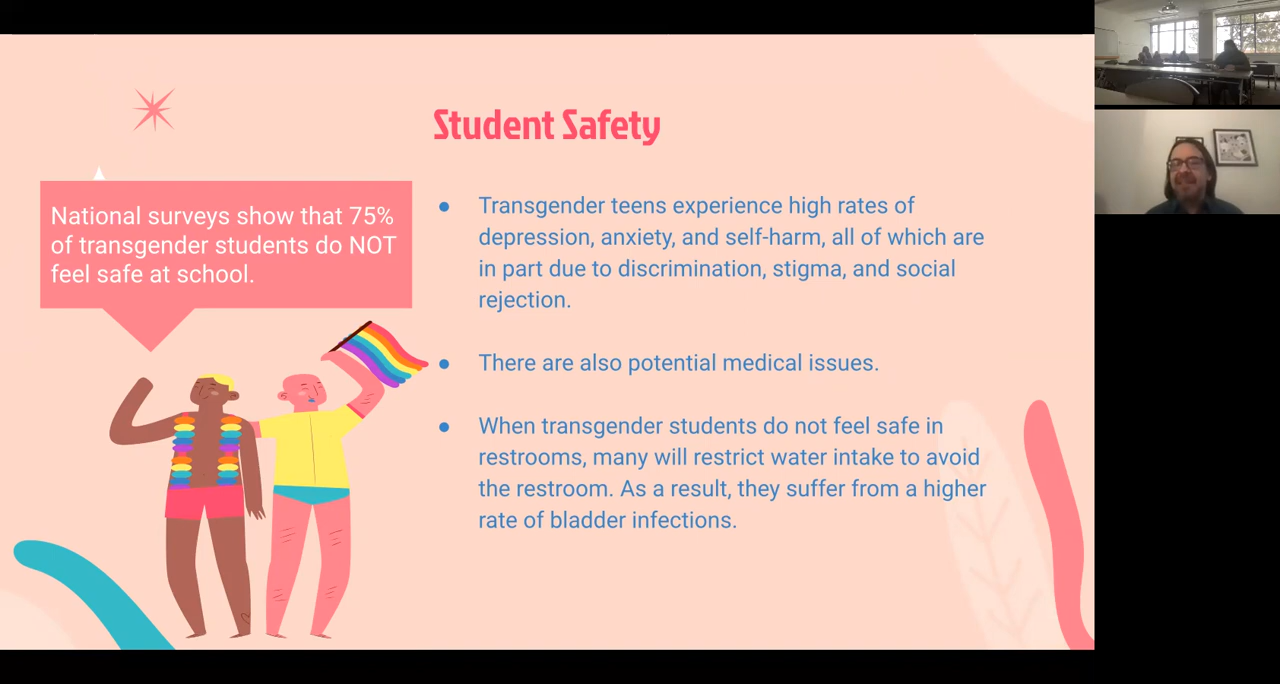 Student Safety
National surveys show that 75%
of transgender students do NOT
feel safe at school.
● Transgender teens experience high rates of
depression, anxiety, and self-harm, all of which are
in part due to discrimination, stigma, and social
rejection.
● There are also potential medical issues.
● When transgender students do not feel safe in
restrooms, many will restrict water intake to avoid
the restroom. As a result, they suffer from a higher
rate of bladder infections.